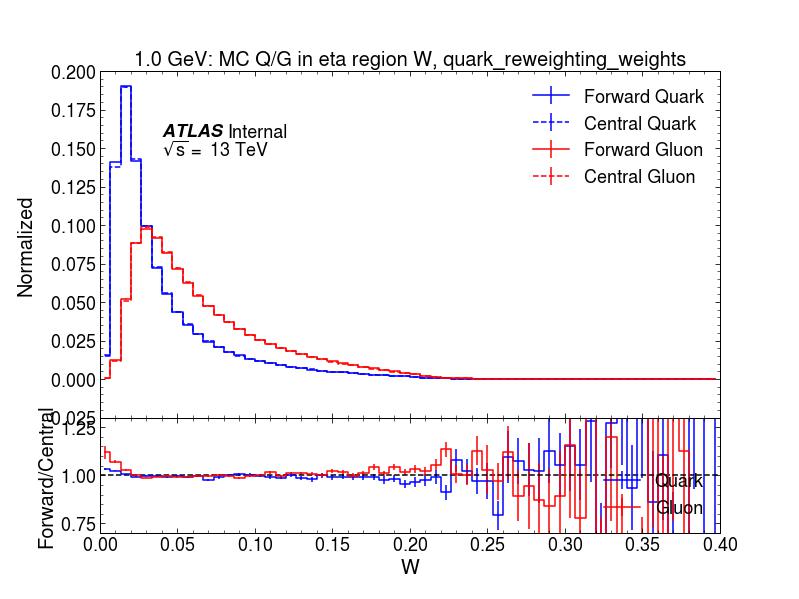 1.0 GeV: MC Q/G in eta region W, quark_reweighting_weights
0.200
0.175
0.150
0.125
0.100
0.075
0.050
0.025
0.000
0.025
Normalized
ATLAS Internal
√s = 13 TeV
Forward Quark
Central Quark
Forward Gluon
Central Gluon
1.25
1.00
0.75
Forward/Central
Quark
Gluon
0.00 0.05 0.10 0.15 0.20 0.25 0.30 0.35 0.40
W